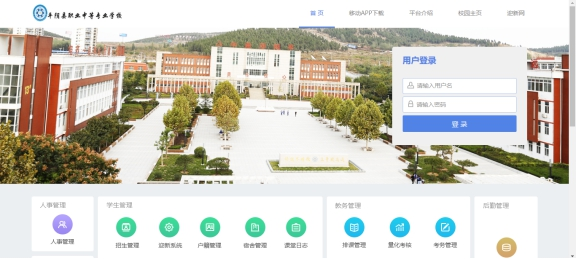 平阴县职业中等专业学校
首 页 移动APP下载 平台介绍 校园主页 迎新网
用户登录
请输入用户名
请输入密码
登 录
人事管理 学生管理 教务管理 后勤管理
人事管理 招生管理 迎新系统 户籍管理 宿舍管理 课堂日志 排课管理 量化考核 考务管理